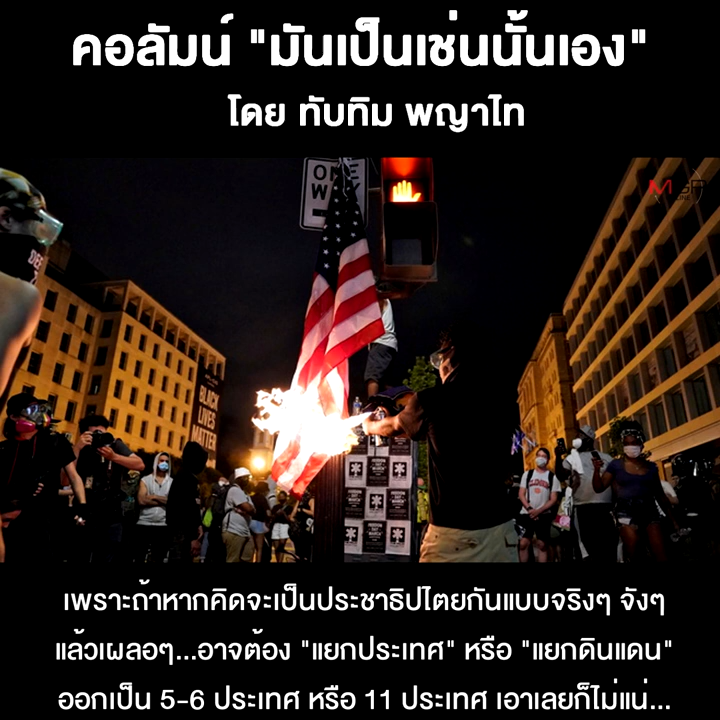 คอลัมน์ "มันเป็นเช่นนั้นเอง"
โดย ทับทิม พญาไท
ONE
WAY
BLACK
LIVES
MATTER
เพราะถ้าหากคิดจะเป็นประชาธิปไตยกันแบบจริงๆ จังๆ
แล้วเผลอๆ...อาจต้อง "แยกประเทศ" หรือ "แยกดินแดน"
ออกเป็น 5-6 ประเทศ หรือ 11 ประเทศ เอาเลยก็ไม่แน่...